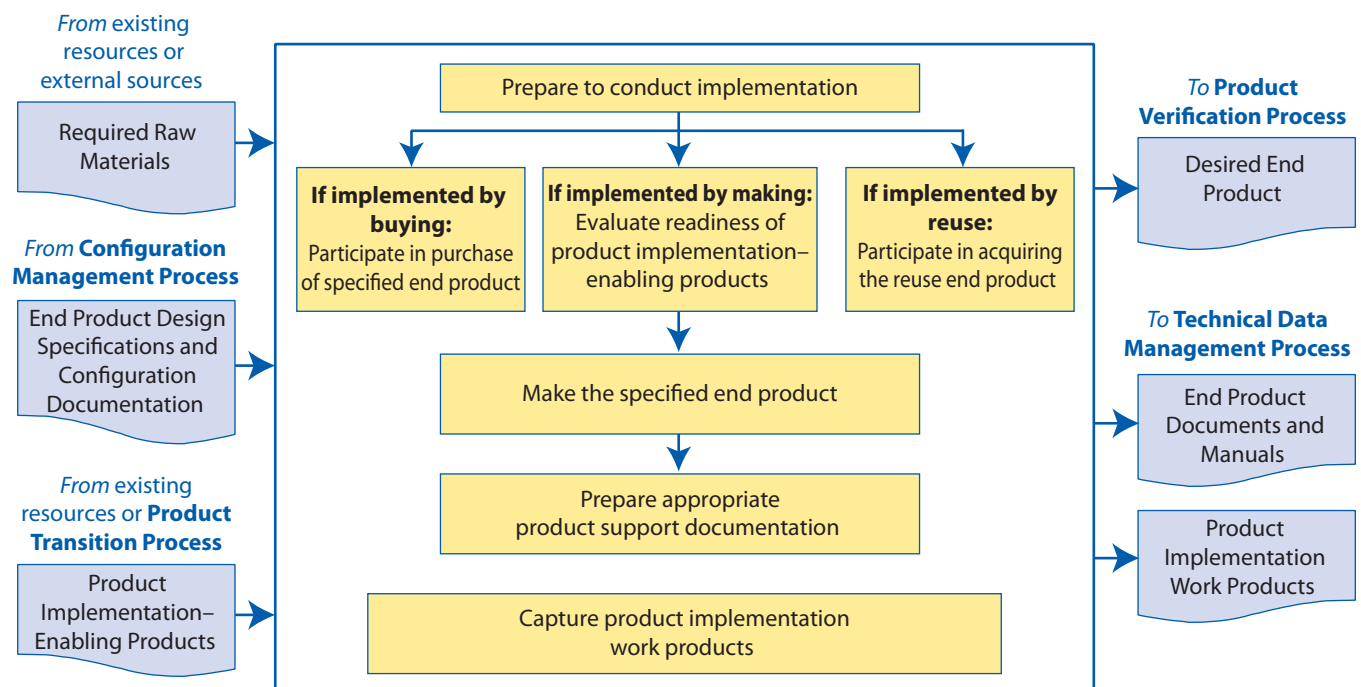 From existing
resources or
external sources
Required Raw
Materials
From Configuration
Management Process
End Product Design
Specifications and
Configuration
Documentation
From existing
resources or Product
Transition Process
Product
Implementation–
Enabling Products
Prepare to conduct implementation
If implemented by
buying:
Participate in purchase
of specified end product
If implemented by making:
Evaluate readiness of
product implementation–
enabling products
If implemented by
reuse:
Participate in acquiring
the reuse end product
Make the specified end product
Prepare appropriate
product support documentation
Capture product implementation
work products
To Product
Verification Process
Desired End
Product
To Technical Data
Management Process
End Product
Documents and
Manuals
Product
Implementation
Work Products